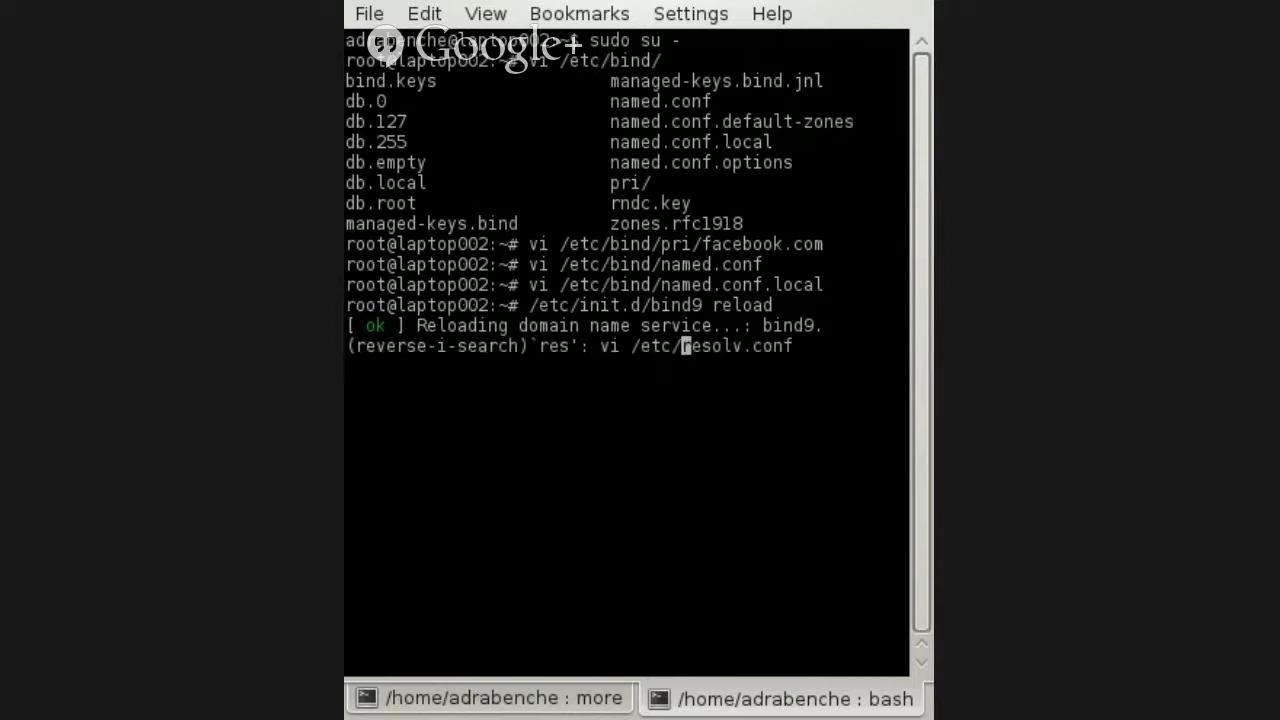 File Edit View Bookmarks Settings Help
Google+
adrabenche@laptop002:~$ sudo su -
root@laptop002:~# vi /etc/bind/
bind.keys managed-keys.bind.jnl
db.0 named.conf
db.127 named.conf.default-zones
db.255 named.conf.local
db.empty named.conf.options
db.local pri/
db.root rndc.key
managed-keys.bind zones.rfc1918
root@laptop002:~# vi /etc/bind/pri/facebook.com
root@laptop002:~# vi /etc/bind/named.conf
root@laptop002:~# vi /etc/bind/named.conf.local
root@laptop002:~# /etc/init.d/bind9 reload
[ ok ] Reloading domain name service...: bind9.
(reverse-i-search)`res': vi /etc/resolv.conf
/home/adrabenche : more /home/adrabenche : bash